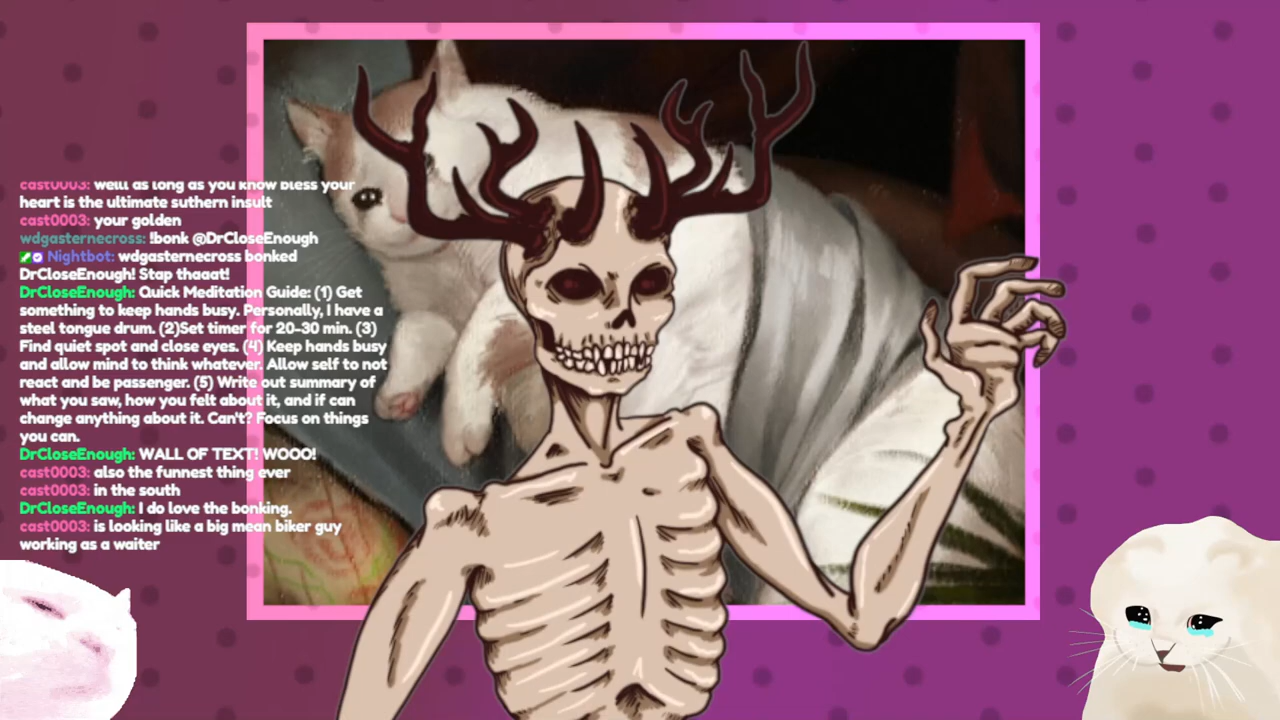 cast0003: welll as long as you know bless your
heart is the ultimate suthern insult
cast0003: your golden
wdgasternecross: !bonk @DrCloseEnough
Nightbot: wdgasternecross bonked
DrCloseEnough! Stap thaaat!
DrCloseEnough: Quick Meditation Guide: (1) Get
something to keep hands busy. Personally, I have a
steel tongue drum. (2)Set timer for 20-30 min. (3)
Find quiet spot and close eyes. (4) Keep hands busy
and allow mind to think whatever. Allow self to not
react and be passenger. (5) Write out summary of
what you saw, how you felt about it, and if can
change anything about it. Can't? Focus on things
you can.
DrCloseEnough: WALL OF TEXT! WOOO!
cast0003: also the funnest thing ever
cast0003: in the south
DrCloseEnough: I do love the bonking.
cast0003: is looking like a big mean biker guy
working as a waiter